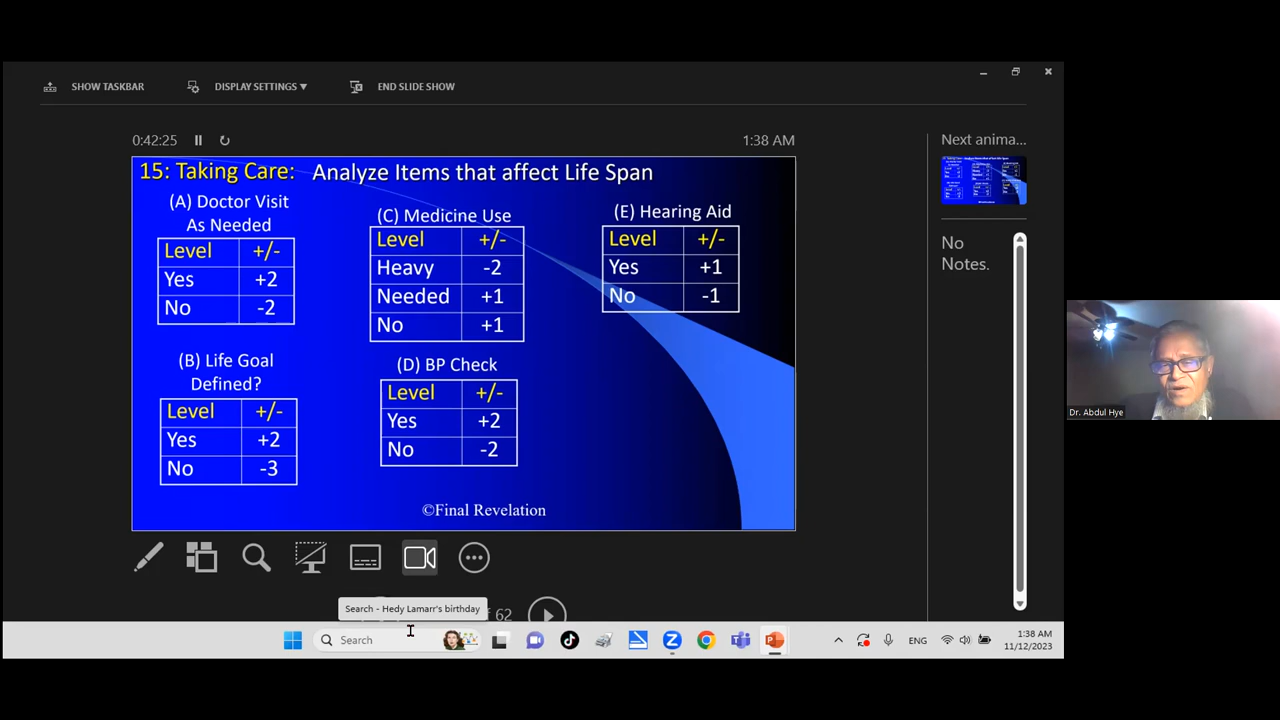 SHOW TASKBAR
DISPLAY SETTINGS ▼
END SLIDE SHOW
0:42:25
1:38 AM
Next anima...
15: Taking Care: Analyze Items that affect Life Span
(A) Doctor Visit
As Needed
Level +/-
Yes +2
No -2
(B) Life Goal
Defined?
Level +/-
Yes +2
No -3
(C) Medicine Use
Level +/-
Heavy -2
Needed +1
No +1
(D) BP Check
Level +/-
Yes +2
No -2
(E) Hearing Aid
Level +/-
Yes +1
No -1
©Final Revelation
No
Notes.
Dr. Abdul Hye
Search - Hedy Lamarr's birthday
62
Search
ENG
1:38 AM
11/12/2023